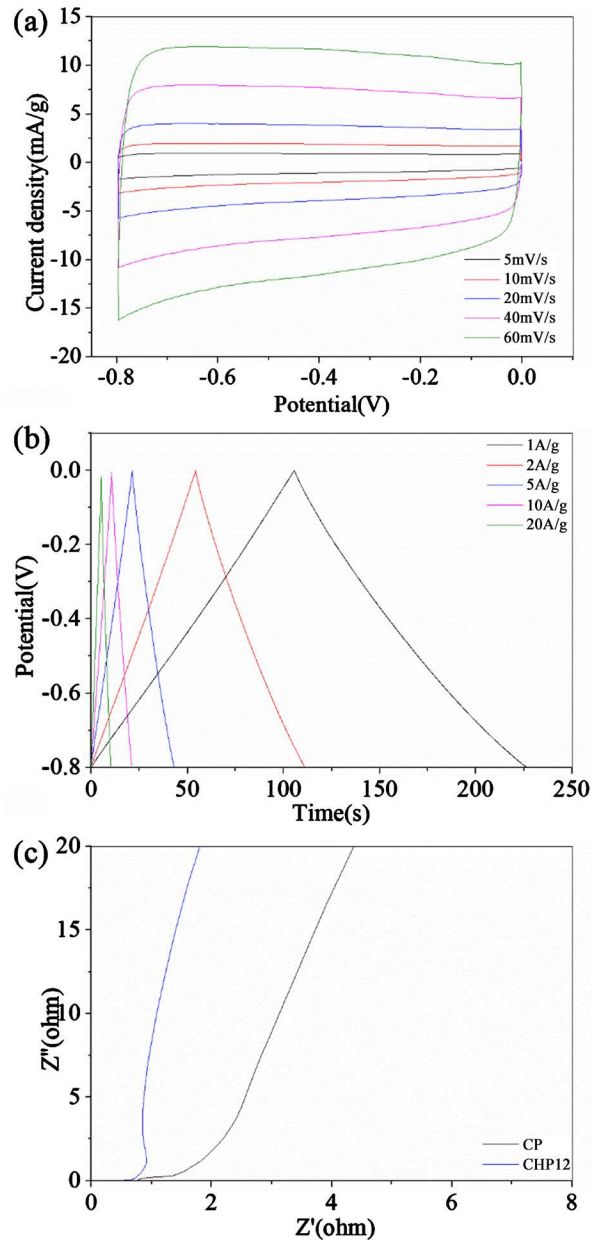 (a)
Current density(mA/g)
15
10
5
0
-5
-10
-15
-20
5mV/s
10mV/s
20mV/s
40mV/s
60mV/s
-0.8 -0.6 -0.4 -0.2 0.0
Potential(V)
(b)
Potential(V)
0.0
-0.2
-0.4
-0.6
-0.8
1A/g
2A/g
5A/g
10A/g
20A/g
0 50 100 150 200 250
Time(s)
(c)
Z"(ohm)
20
15
10
5
0
CP
CHP12
0 2 4 6 8
Z'(ohm)